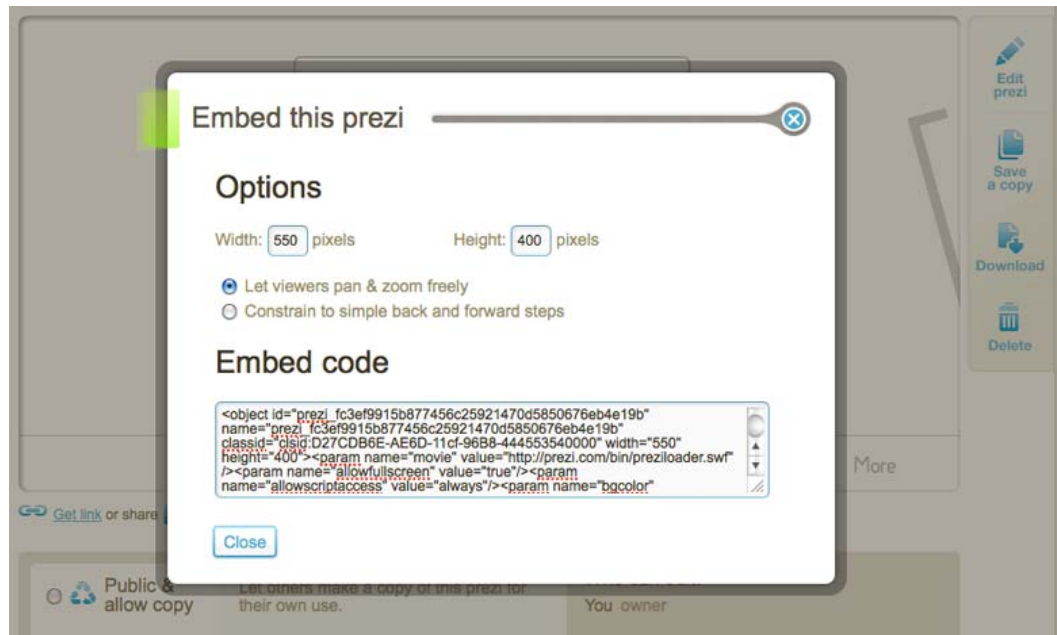 Embed this prezi
Options
Width: 550 pixels Height: 400 pixels
Let viewers pan & zoom freely
Constrain to simple back and forward steps
Embed code
<object id="prezi_fc3ef9915b877456c25921470d5850676eb4e19b"
name="prezi_fc3ef9915b877456c25921470d5850676eb4e19b"
classid="clsid:D27CDB6E-AE6D-11cf-96B8-444553540000" width="550"
height="400"><param name="movie" value="http://prezi.com/bin/preziloader.swf"
/><param name="allowfullscreen" value="true"/><param
name="allowscriptaccess" value="always"/><param name="bgcolor"
Close
Edit
prezi
Save
a copy
Download
Delete
More
Get link or share
Public &
allow copy
Let others make a copy of this prezi for
their own use.
You owner